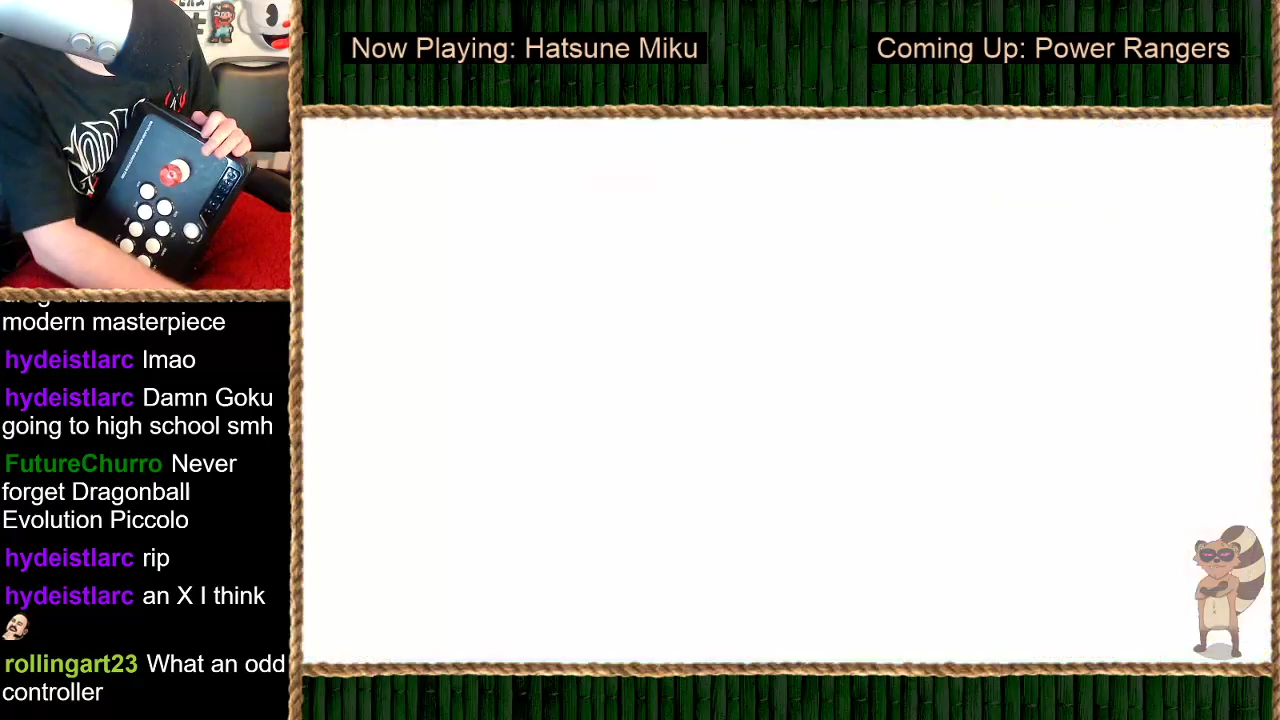 Now Playing: Hatsune Miku
Coming Up: Power Rangers
modern masterpiece
hydeistlarc lmao
hydeistlarc Damn Goku
going to high school smh
FutureChurro Never
forget Dragonball
Evolution Piccolo
hydeistlarc rip
hydeistlarc an X I think
rollingart23 What an odd
controller